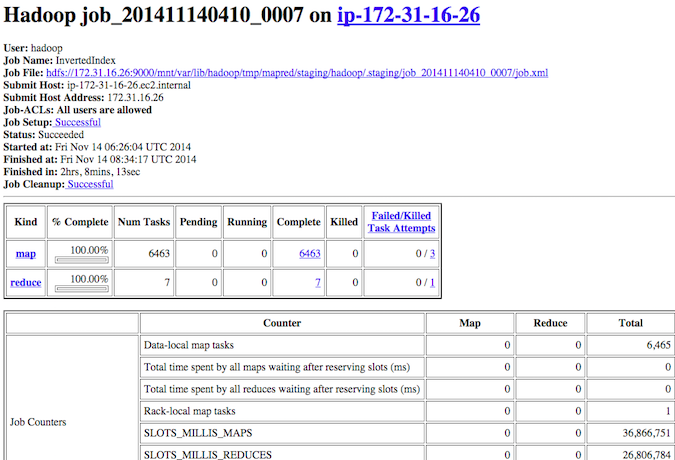 Hadoop job_201411140410_0007 on ip-172-31-16-26
User: hadoop
Job Name: InvertedIndex
Job File: hdfs://172.31.16.26:9000/mnt/var/lib/hadoop/tmp/mapred/staging/hadoop/.staging/job_201411140410_0007/job.xml
Submit Host: ip-172-31-16-26.ec2.internal
Submit Host Address: 172.31.16.26
Job-ACLs: All users are allowed
Job Setup: Successful
Status: Succeeded
Started at: Fri Nov 14 06:26:04 UTC 2014
Finished at: Fri Nov 14 08:34:17 UTC 2014
Finished in: 2hrs, 8mins, 13sec
Job Cleanup: Successful
Kind % Complete Num Tasks Pending Running Complete Killed Failed/Killed
Task Attempts
map 100.00% 6463 0 0 6463 0 0 / 3
reduce 100.00% 7 0 0 7 0 0 / 1
Counter Map Reduce Total
Data-local map tasks 0 0 6,465
Total time spent by all maps waiting after reserving slots (ms) 0 0 0
Total time spent by all reduces waiting after reserving slots (ms) 0 0 0
Rack-local map tasks 0 0 1
Job Counters
SLOTS_MILLIS_MAPS 0 0 36,866,751
SLOTS_MILLIS_REDUCES 0 0 26,806,784